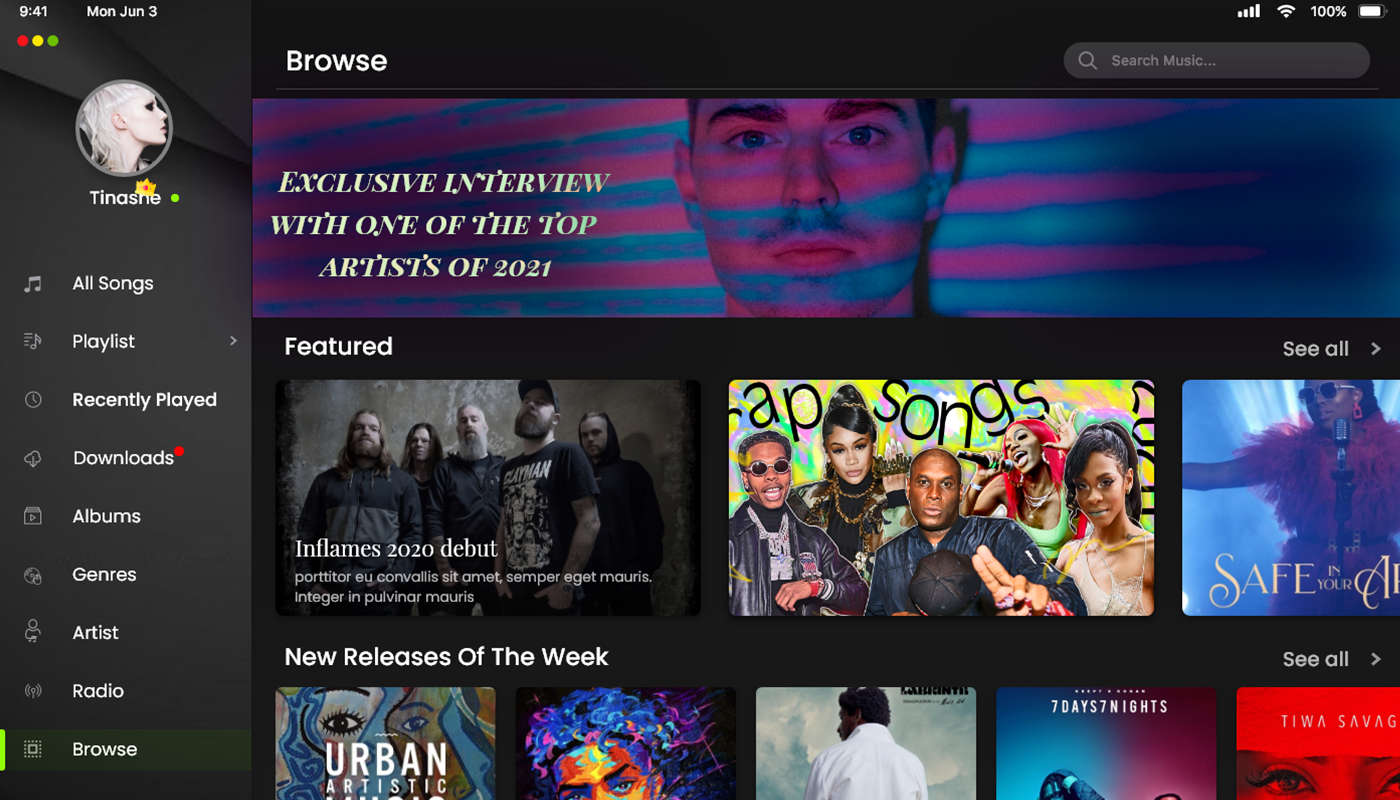 9:41
Mon Jun 3
100%
Browse
Search Music...
Tinashe
EXCLUSIVE INTERVIEW
WITH ONE OF THE TOP
ARTISTS OF 2021
All Songs
Playlist
Recently Played
Downloads
Albums
Genres
Artist
Radio
Browse
Featured
See all
CAYMAN
Inflames 2020 debut
porttitor eu convallis sit amet, semper eget mauris.
Integer in pulvinar mauris
rap songs
SAFE IN YOUR
New Releases Of The Week
See all
URBAN
ARTISTIC
MUSIC
LABRINTH
7DAYS7NIGHTS
TIWA SAVAG